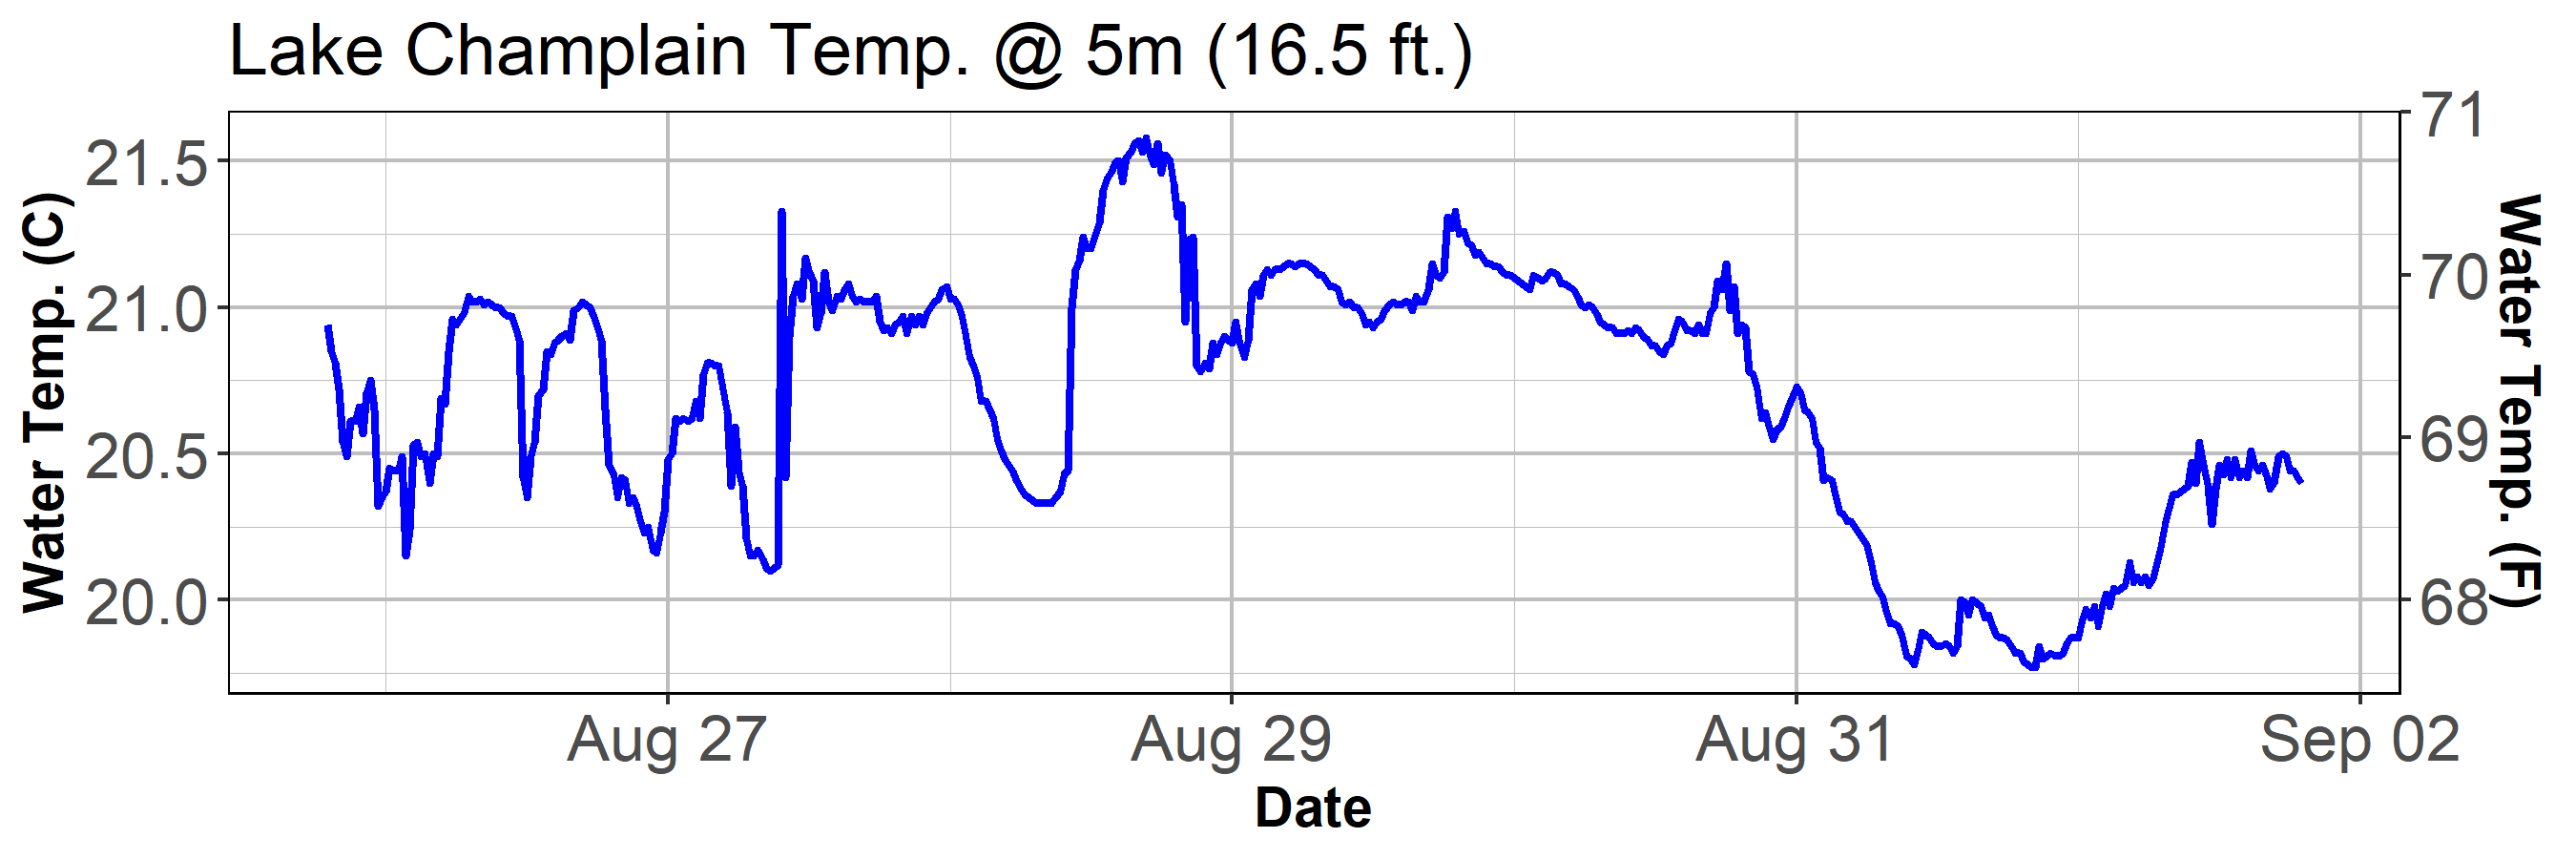 Lake Champlain Temp. @ 5m (16.5 ft.)
Water Temp. (C)
21.5
21.0
20.5
20.0
71
70
69
68
Water Temp. (F)
Aug 27
Aug 29
Aug 31
Sep 02
Date